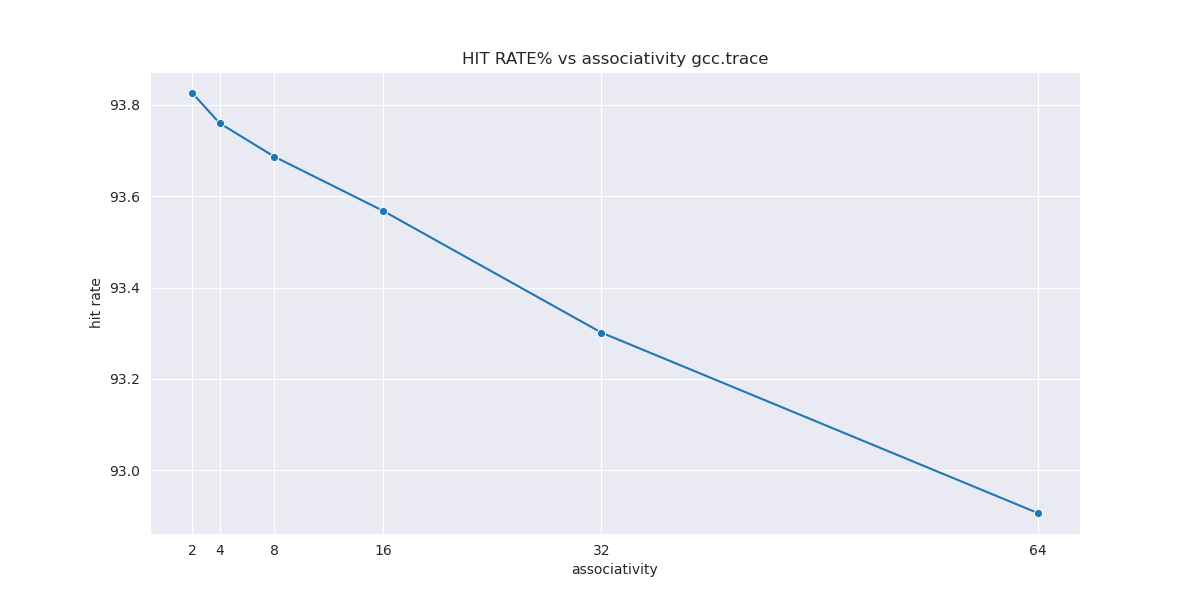 HIT RATE% vs associativity gcc.trace
93.8
93.6
93.4
93.2
93.0
hit rate
2 4 8 16 32 64
associativity